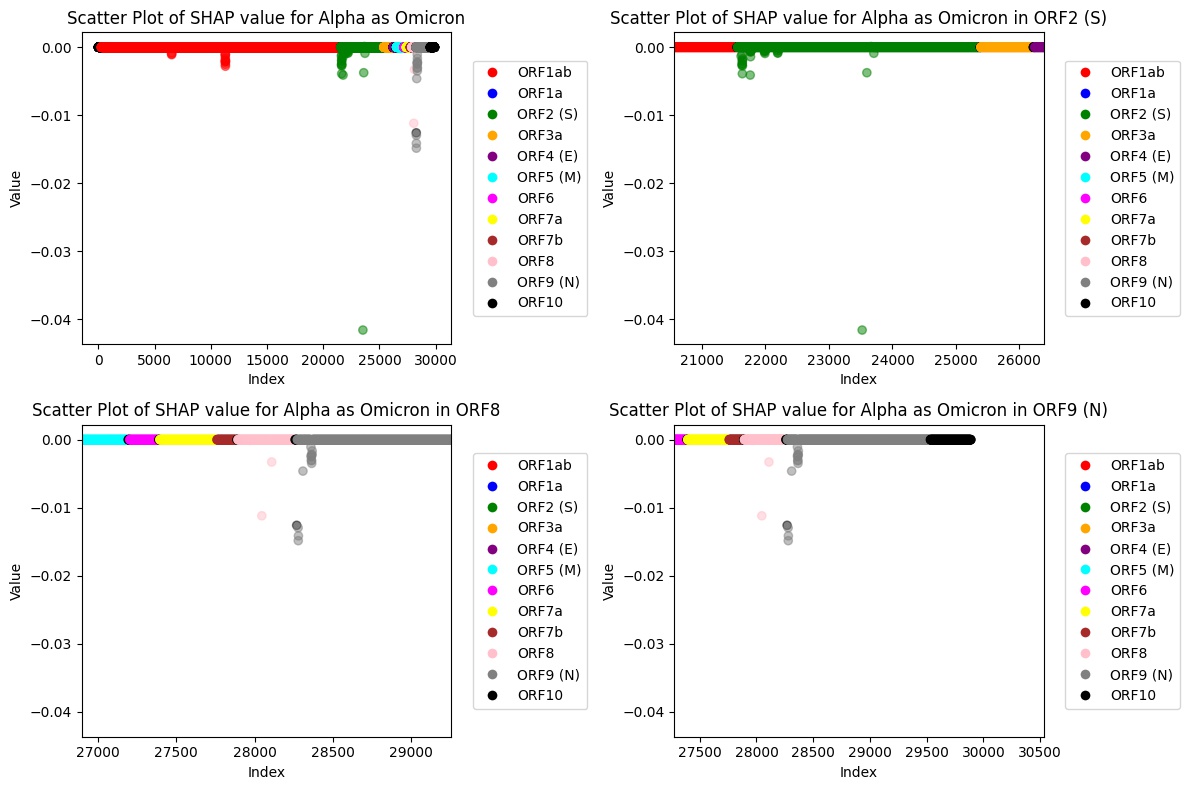 Scatter Plot of SHAP value for Alpha as Omicron
0.00
−0.01
−0.02
−0.03
−0.04
Value
0 5000 10000 15000 20000 25000 30000
Index
ORF1ab
ORF1a
ORF2 (S)
ORF3a
ORF4 (E)
ORF5 (M)
ORF6
ORF7a
ORF7b
ORF8
ORF9 (N)
ORF10
Scatter Plot of SHAP value for Alpha as Omicron in ORF2 (S)
0.00
−0.01
−0.02
−0.03
−0.04
Value
21000 22000 23000 24000 25000 26000
Index
ORF1ab
ORF1a
ORF2 (S)
ORF3a
ORF4 (E)
ORF5 (M)
ORF6
ORF7a
ORF7b
ORF8
ORF9 (N)
ORF10
Scatter Plot of SHAP value for Alpha as Omicron in ORF8
0.00
−0.01
−0.02
−0.03
−0.04
Value
27000 27500 28000 28500 29000
Index
ORF1ab
ORF1a
ORF2 (S)
ORF3a
ORF4 (E)
ORF5 (M)
ORF6
ORF7a
ORF7b
ORF8
ORF9 (N)
ORF10
Scatter Plot of SHAP value for Alpha as Omicron in ORF9 (N)
0.00
−0.01
−0.02
−0.03
−0.04
Value
27500 28000 28500 29000 29500 30000 30500
Index
ORF1ab
ORF1a
ORF2 (S)
ORF3a
ORF4 (E)
ORF5 (M)
ORF6
ORF7a
ORF7b
ORF8
ORF9 (N)
ORF10